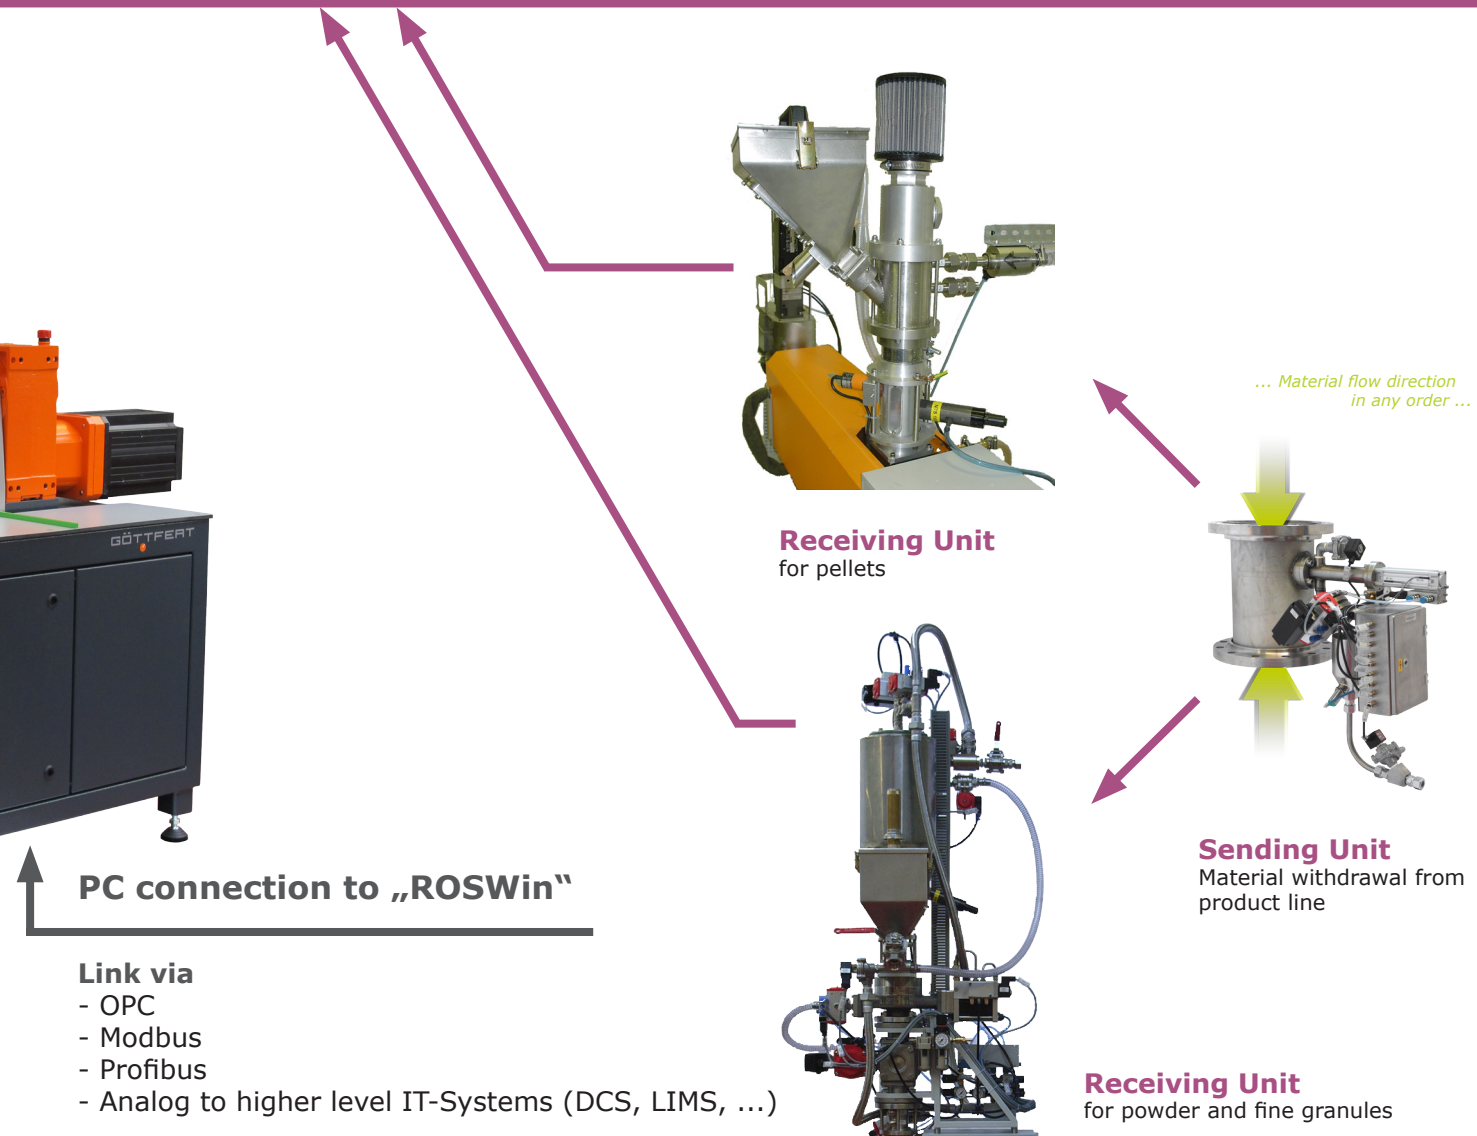 ... Material flow direction
in any order ...
GÖTTFERT
Receiving Unit
for pellets
Sending Unit
Material withdrawal from
product line
PC connection to „ROSWin“
Link via
- OPC
- Modbus
- Profibus
- Analog to higher level IT-Systems (DCS, LIMS, ...)
Receiving Unit
for powder and fine granules